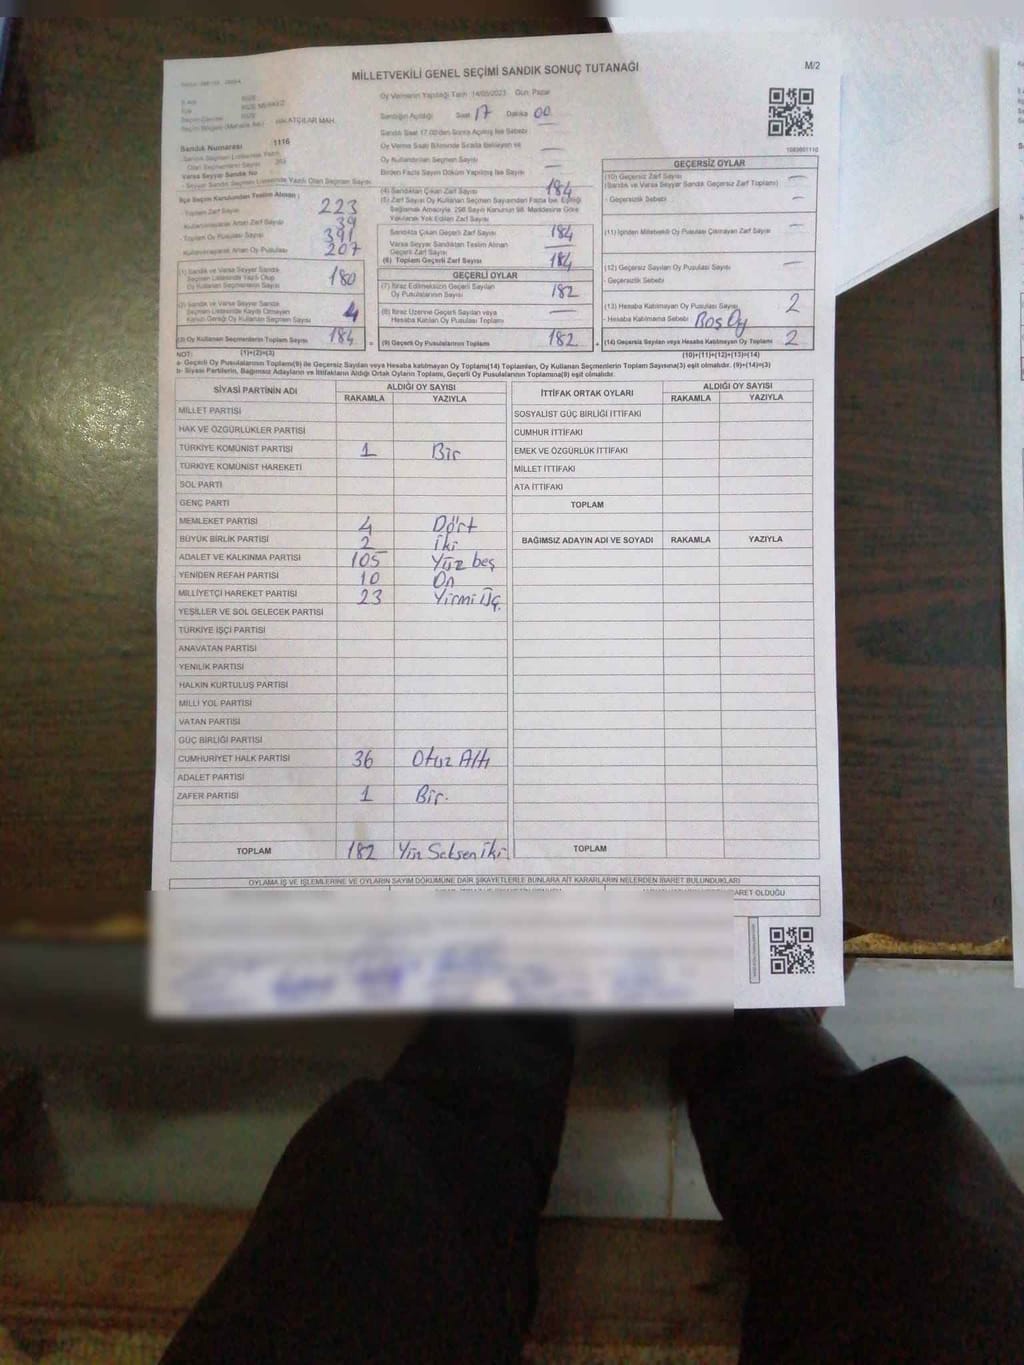 MİLLETVEKİLİ GENEL SEÇİMİ SANDIK SONUÇ TUTANAĞI
M/2
Oy Vermenin Yapıldığı Tarih 14/05/2023 Gün: Pazar
Sandığın Açıldığı Saat 17 Dakika 00
Sandık Saat 17.00'den Sonra Açılmış İse Sebebi
RİZE
RİZE MERKEZ
RİZE
ATÇILAR MAH.
Sandık Numarası 1116
Varsa Seyyar Sandık No
- Seyyar Sandık Seçmen Listesinde Yazılı Olan Seçmen Sayısı
İlçe Seçim Kurulundan Teslim Alınan;
- Toplam Zarf Sayısı 223
Kullanılmayarak Artan Zarf Sayısı 39
- Toplam Oy Pusulası Sayısı 391
Kullanılmayarak Artan Oy Pusulası 207
(1) Sandık ve Varsa Seyyar Sandık Seçmen Listesinde Yazılı Olup Oy Kullanan Seçmenlerin Sayısı 180
(2) Sandık ve Varsa Seyyar Sandık Seçmen Listesinde Kaydı Olmayan Kanun Gereği Oy Kullanan Seçmen Sayısı 4
(3) Oy Kullanan Seçmenlerin Toplam Sayısı 184
(1)+(2)=(3)
Oy Kullandırılan Seçmen Sayısı —
Birden Fazla Sayım Döküm Yapılmış İse Sayısı —
(4) Sandıktan Çıkan Zarf Sayısı 184
(5) Zarf Sayısı Oy Kullanan Seçmen Sayısından Fazla İse, Eşitliği Sağlamak Amacıyla, 298 Sayılı Kanunun 98. Maddesine Göre Yakılarak Yok Edilen Zarf Sayısı
Sandıkta Çıkan Geçerli Zarf Sayısı 184
Varsa Seyyar Sandıktan Teslim Alınan Geçerli Zarf Sayısı —
(6) Toplam Geçerli Zarf Sayısı 184
GEÇERLİ OYLAR
(7) İtiraz Edilmeksizin Geçerli Sayılan Oy Pusulalarının Sayısı 182
(8) İtiraz Üzerine Geçerli Sayılan veya Hesaba Katılan Oy Pusulası Toplamı —
(9) Geçerli Oy Pusulalarının Toplamı 182
1083001110
GEÇERSİZ OYLAR
(10) Geçersiz Zarf Sayısı —
(Sandık ve Varsa Seyyar Sandık Geçersiz Zarf Toplamı)
- Geçersizlik Sebebi —
(11) İçinden Milletvekili Oy Pusulası Çıkmayan Zarf Sayısı —
(12) Geçersiz Sayılan Oy Pusulası Sayısı —
- Geçersizlik Sebebi
(13) Hesaba Katılmayan Oy Pusulası Sayısı 2
- Hesaba Katılmama Sebebi Boş Oy
(14) Geçersiz Sayılan veya Hesaba Katılmayan Oy Toplamı 2
(10)+(11)+(12)+(13)=(14)
NOT:
a- Geçerli Oy Pusulalarının Toplamı(9) ile Geçersiz Sayılan veya Hesaba katılmayan Oy Toplamı(14) Toplamları, Oy Kullanan Seçmenlerin Toplam Sayısına(3) eşit olmalıdır. (9)+(14)=(3)
b- Siyasi Partilerin, Bağımsız Adayların ve İttifakların Aldığı Ortak Oyların Toplamı, Geçerli Oy Pusulalarının Toplamına(9) eşit olmalıdır.
SİYASİ PARTİNİN ADI
ALDIĞI OY SAYISI
RAKAMLA YAZIYLA
MİLLET PARTİSİ
HAK VE ÖZGÜRLÜKLER PARTİSİ
TÜRKİYE KOMÜNİST PARTİSİ 1 Bir
TÜRKİYE KOMÜNİST HAREKETİ
SOL PARTİ
GENÇ PARTİ
MEMLEKET PARTİSİ 4 Dört
BÜYÜK BİRLİK PARTİSİ 2 İki
ADALET VE KALKINMA PARTİSİ 105 Yüz beş
YENİDEN REFAH PARTİSİ 10 On
MİLLİYETÇİ HAREKET PARTİSİ 23 Yirmi Üç.
YEŞİLLER VE SOL GELECEK PARTİSİ
TÜRKİYE İŞÇİ PARTİSİ
ANAVATAN PARTİSİ
YENİLİK PARTİSİ
HALKIN KURTULUŞ PARTİSİ
MİLLİ YOL PARTİSİ
VATAN PARTİSİ
GÜÇ BİRLİĞİ PARTİSİ
CUMHURİYET HALK PARTİSİ 36 Otuz Altı
ADALET PARTİSİ
ZAFER PARTİSİ 1 Bir.
TOPLAM 182 Yüz Seksen İki
İTTİFAK ORTAK OYLARI
ALDIĞI OY SAYISI
RAKAMLA YAZIYLA
SOSYALİST GÜÇ BİRLİĞİ İTTİFAKI
CUMHUR İTTİFAKI
EMEK VE ÖZGÜRLÜK İTTİFAKI
MİLLET İTTİFAKI
ATA İTTİFAKI
TOPLAM
BAĞIMSIZ ADAYIN ADI VE SOYADI RAKAMLA YAZIYLA
TOPLAM
OYLAMA İŞ VE İŞLEMLERİNE VE OYLARIN SAYIM DÖKÜMÜNE DAİR ŞİKAYETLERLE BUNLARA AİT KARARLARIN NELERDEN İBARET BULUNDUKLARI
BARET OLDUĞU